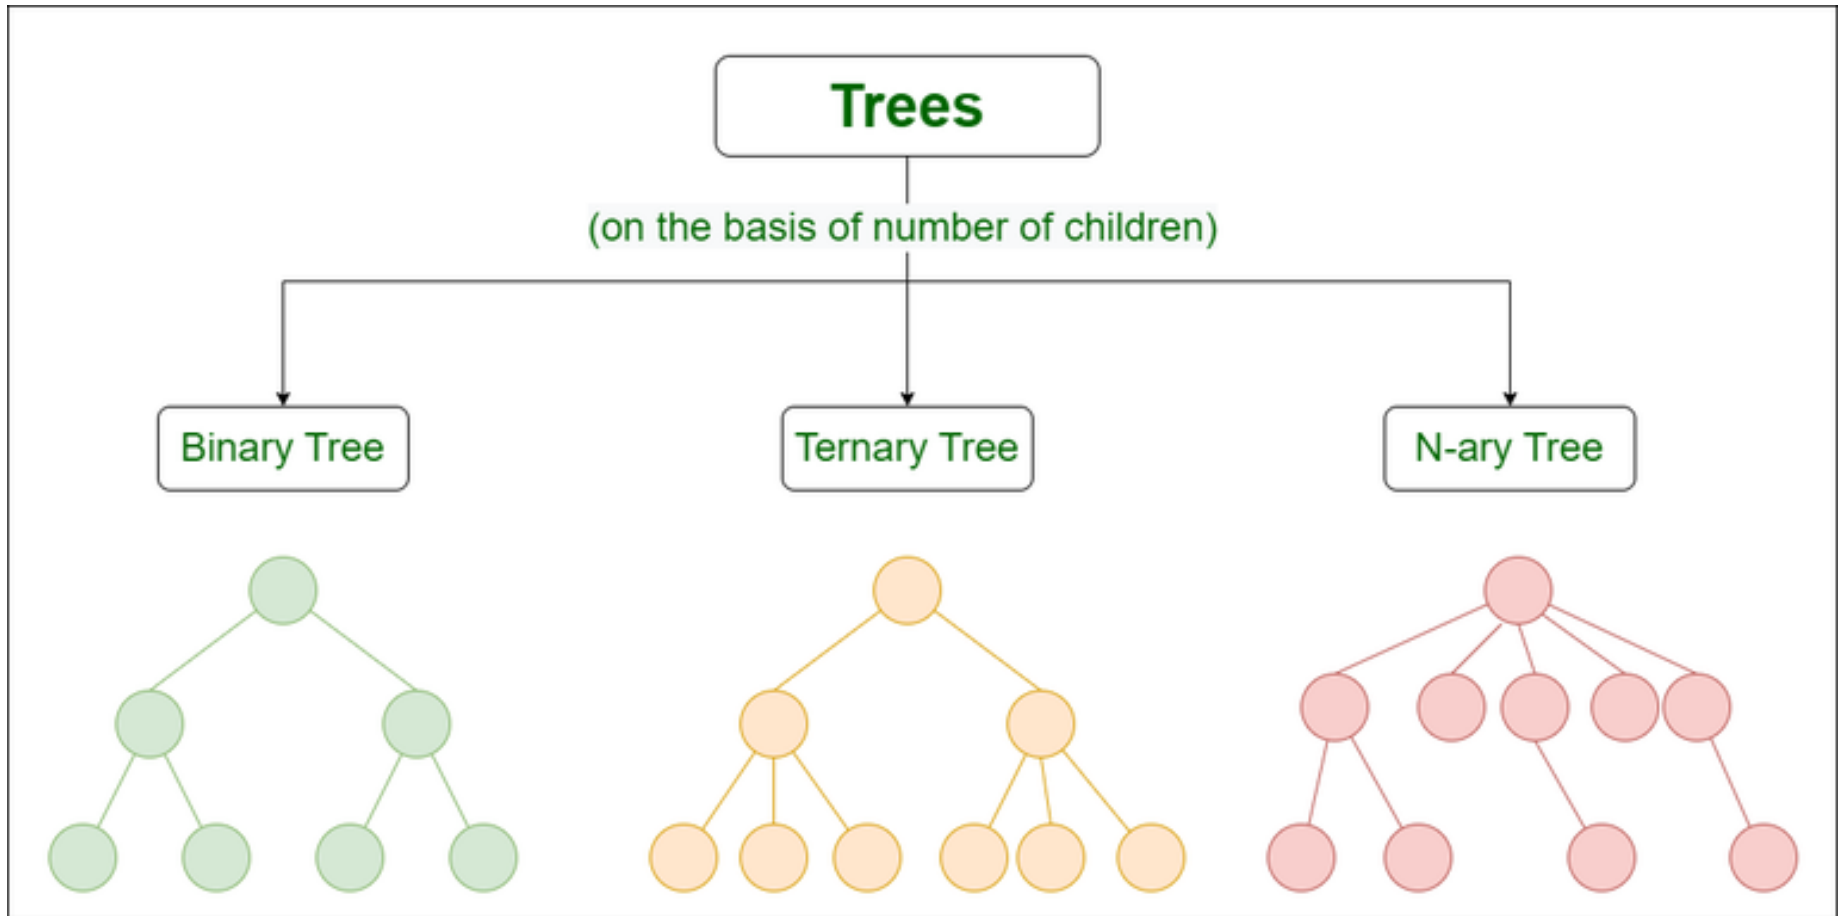 Trees
(on the basis of number of children)
Binary Tree
Ternary Tree
N-ary Tree